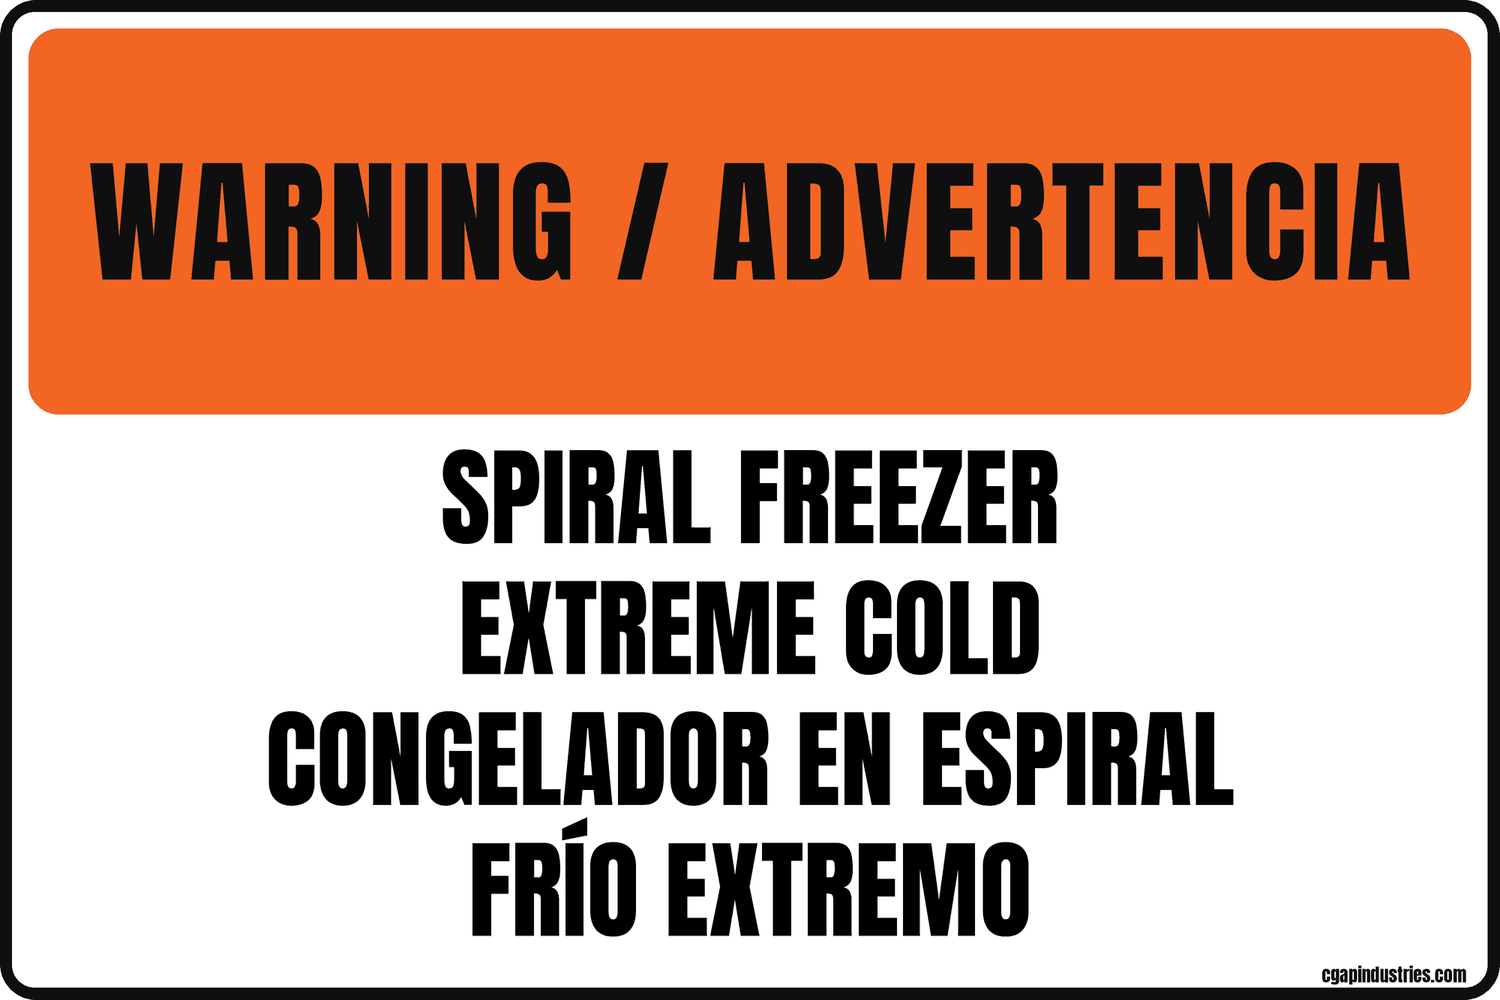 WARNING / ADVERTENCIA
SPIRAL FREEZER
EXTREME COLD
CONGELADOR EN ESPIRAL
FRÍO EXTREMO
cgapindustries.com